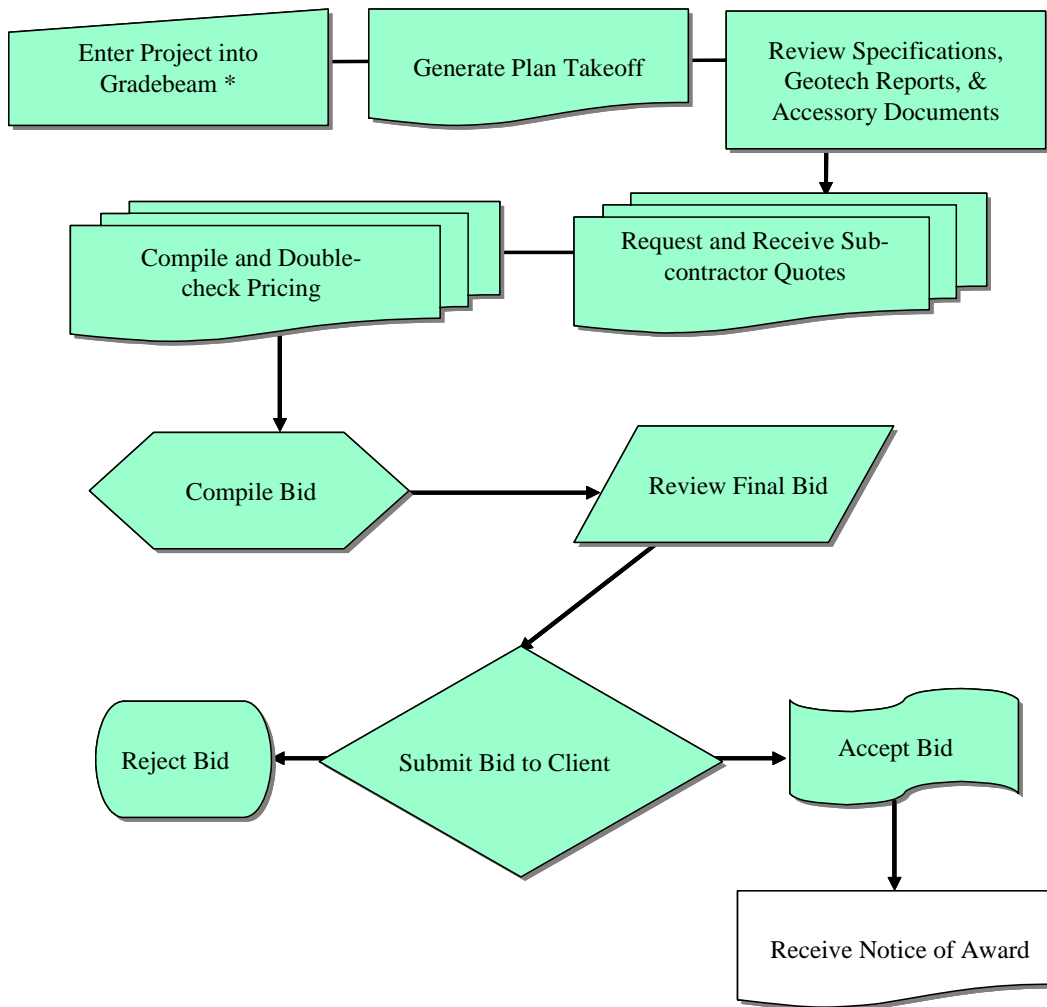 Enter Project into
Gradebeam *
Generate Plan Takeoff
Review Specifications,
Geotech Reports, &
Accessory Documents
Compile and Double-
check Pricing
Request and Receive Sub-
contractor Quotes
Compile Bid
Review Final Bid
Reject Bid
Submit Bid to Client
Accept Bid
Receive Notice of Award